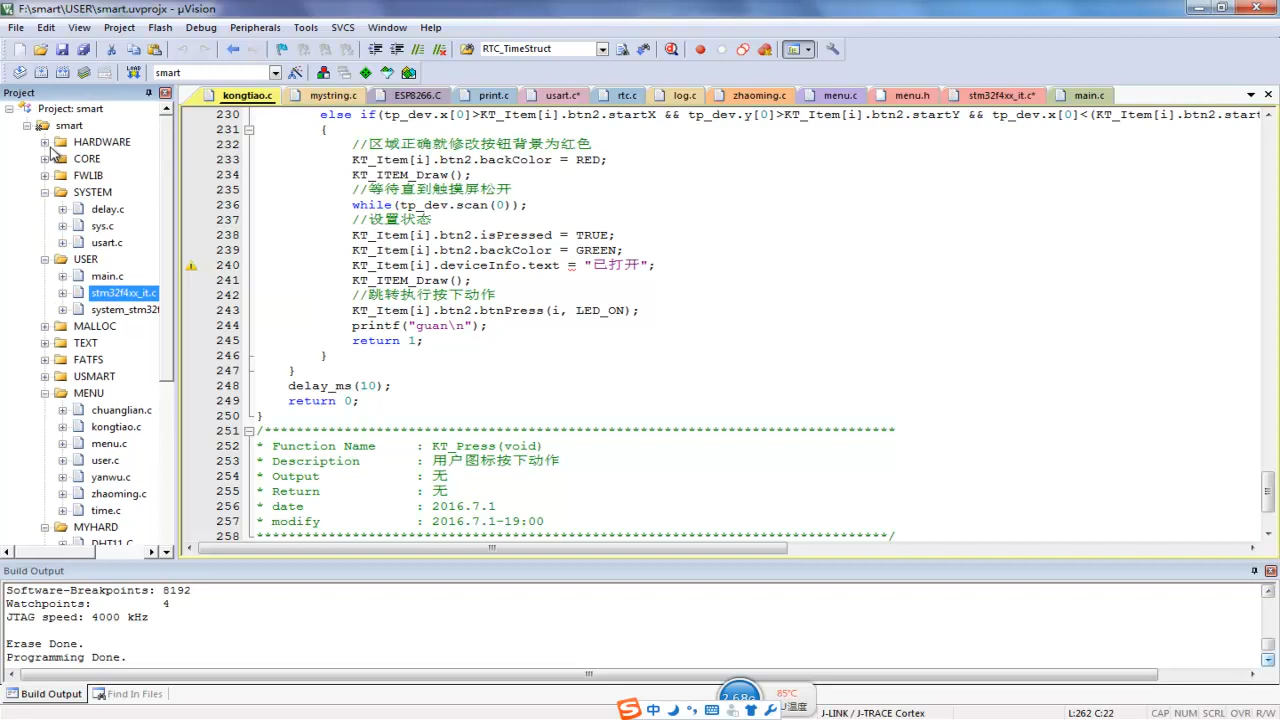 F:\smart\USER\smart.uvprojx - µVision
File Edit View Project Flash Debug Peripherals Tools SVCS Window Help
RTC_TimeStruct
LOAD smart
Project
kongtiao.c mystring.c ESP8266.C print.c usart.c* rtc.c log.c zhaoming.c menu.c menu.h stm32f4xx_it.c* main.c
Project: smart
smart
HARDWARE
CORE
FWLIB
SYSTEM
delay.c
sys.c
usart.c
USER
main.c
stm32f4xx_it.c
system_stm32f
MALLOC
TEXT
FATFS
USMART
MENU
chuanglian.c
kongtiao.c
menu.c
user.c
yanwu.c
zhaoming.c
time.c
MYHARD
DHT11.C
230 else if(tp_dev.x[0]>KT_Item[i].btn2.startX && tp_dev.y[0]>KT_Item[i].btn2.startY && tp_dev.x[0]<(KT_Item[i].btn2.start
231 {
232 //区域正确就修改按钮背景为红色
233 KT_Item[i].btn2.backColor = RED;
234 KT_ITEM_Draw();
235 //等待直到触摸屏松开
236 while(tp_dev.scan(0));
237 //设置状态
238 KT_Item[i].btn2.isPressed = TRUE;
239 KT_Item[i].btn2.backColor = GREEN;
240 KT_Item[i].deviceInfo.text = "已打开";
241 KT_ITEM_Draw();
242 //跳转执行按下动作
243 KT_Item[i].btn2.btnPress(i, LED_ON);
244 printf("guan\n");
245 return 1;
246 }
247 }
248 delay_ms(10);
249 return 0;
250 }
251 /*******************************************************************************
252 * Function Name : KT_Press(void)
253 * Description : 用户图标按下动作
254 * Output : 无
255 * Return : 无
256 * date : 2016.7.1
257 * modify : 2016.7.1-19:00
258 *******************************************************************************/
Build Output
Software-Breakpoints: 8192
Watchpoints: 4
JTAG speed: 4000 kHz
Erase Done.
Programming Done.
Build Output Find In Files
85℃
中
J-LINK / J-TRACE Cortex L:262 C:22 CAP NUM SCRL OVR R/W